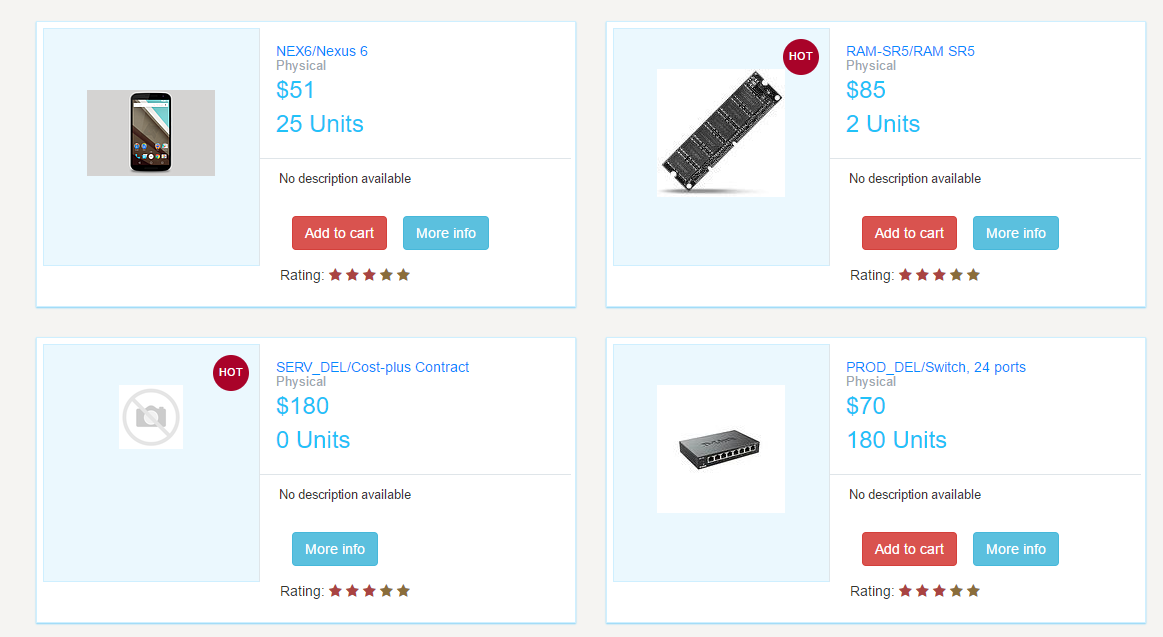 NEX6/Nexus 6
Physical
$51
25 Units
No description available
Add to cart More info
Rating:
HOT
RAM-SR5/RAM SR5
Physical
$85
2 Units
No description available
Add to cart More info
Rating:
HOT
SERV_DEL/Cost-plus Contract
Physical
$180
0 Units
No description available
More info
Rating:
PROD_DEL/Switch, 24 ports
Physical
$70
180 Units
No description available
Add to cart More info
Rating: